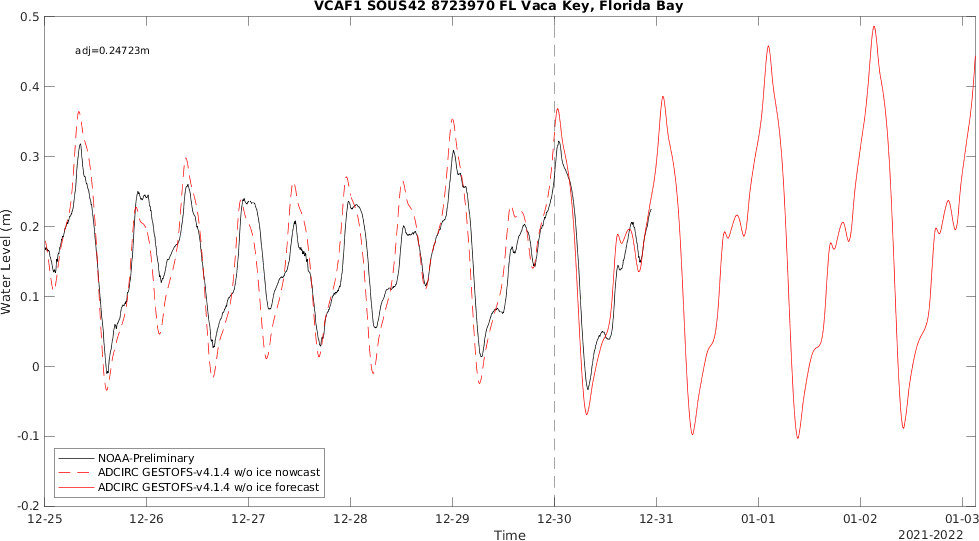 VCAF1 SOUS42 8723970 FL Vaca Key, Florida Bay
adj=0.24723m
0.5
0.4
0.3
0.2
0.1
0
-0.1
-0.2
Water Level (m)
NOAA-Preliminary
ADCIRC GESTOFS-v4.1.4 w/o ice nowcast
ADCIRC GESTOFS-v4.1.4 w/o ice forecast
12-25 12-26 12-27 12-28 12-29 12-30 12-31 01-01 01-02 01-03
Time
2021-2022